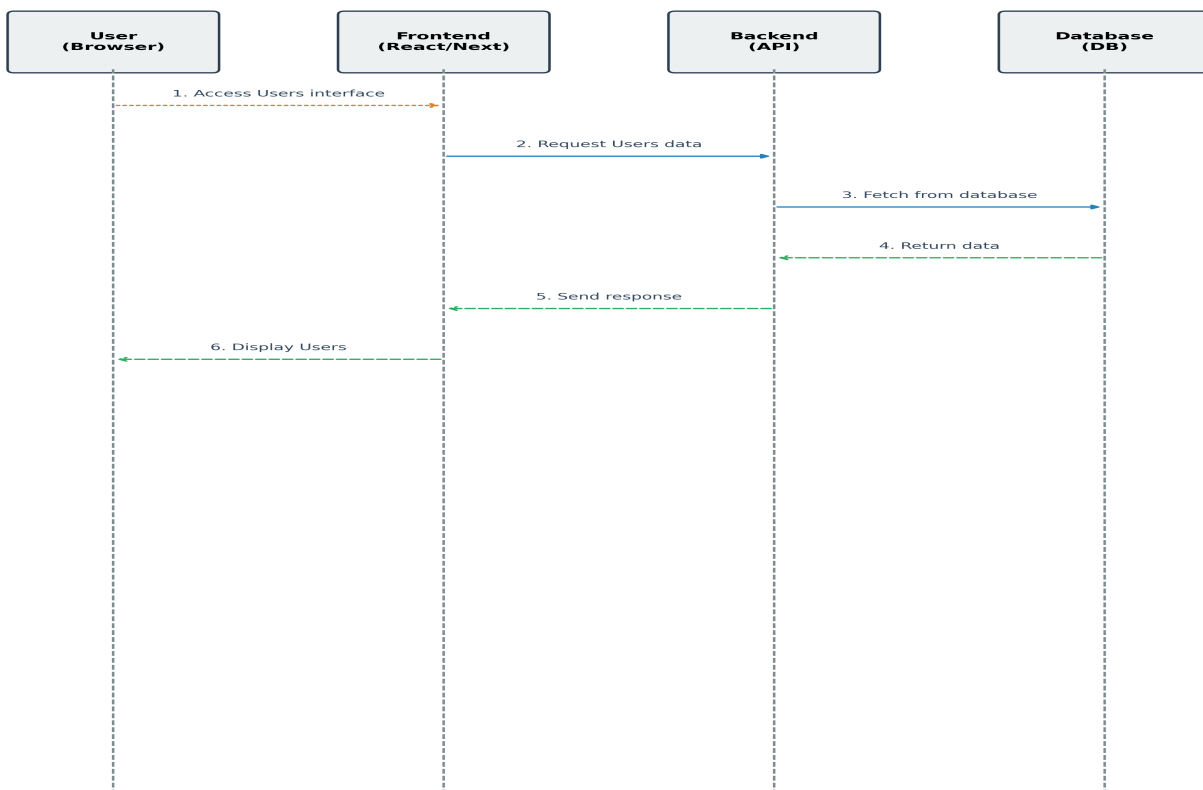 User
(Browser)
Frontend
(React/Next)
Backend
(API)
Database
(DB)
1. Access Users interface
2. Request Users data
3. Fetch from database
4. Return data
5. Send response
6. Display Users